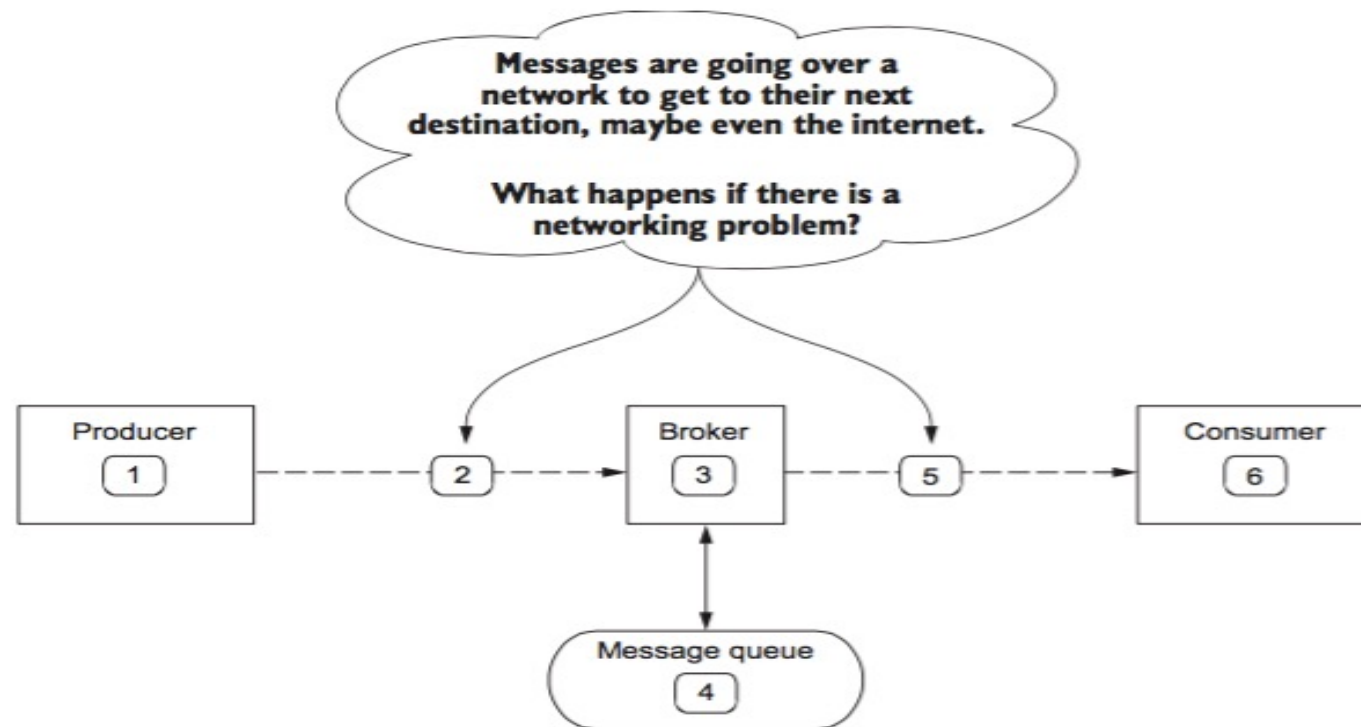 Messages are going over a
network to get to their next
destination, maybe even the internet.
What happens if there is a
networking problem?
Producer
1
2
Broker
3
5
Consumer
6
Message queue
4